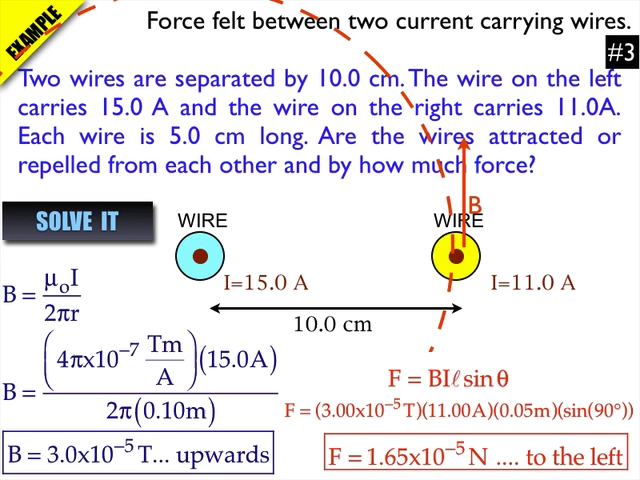 EXAMPLE
Force felt between two current carrying wires.
#3
Two wires are separated by 10.0 cm. The wire on the left
carries 15.0 A and the wire on the right carries 11.0A.
Each wire is 5.0 cm long. Are the wires attracted or
repelled from each other and by how much force?
SOLVE IT
WIRE
WIRE
B
I=15.0 A
I=11.0 A
10.0 cm
B = μ₀I / 2πr
B = (4πx10⁻⁷ Tm/A)(15.0A) / 2π(0.10m)
B = 3.0x10⁻⁵ T... upwards
F = BIℓ sin θ
F = (3.00x10⁻⁵ T)(11.00A)(0.05m)(sin(90°))
F = 1.65x10⁻⁵ N .... to the left